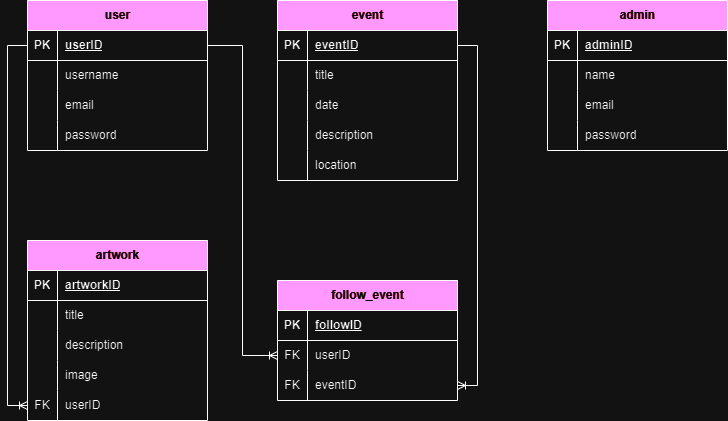 user
PK userID
username
email
password
event
PK eventID
title
date
description
location
admin
PK adminID
name
email
password
artwork
PK artworkID
title
description
image
FK userID
follow_event
PK followID
FK userID
FK eventID